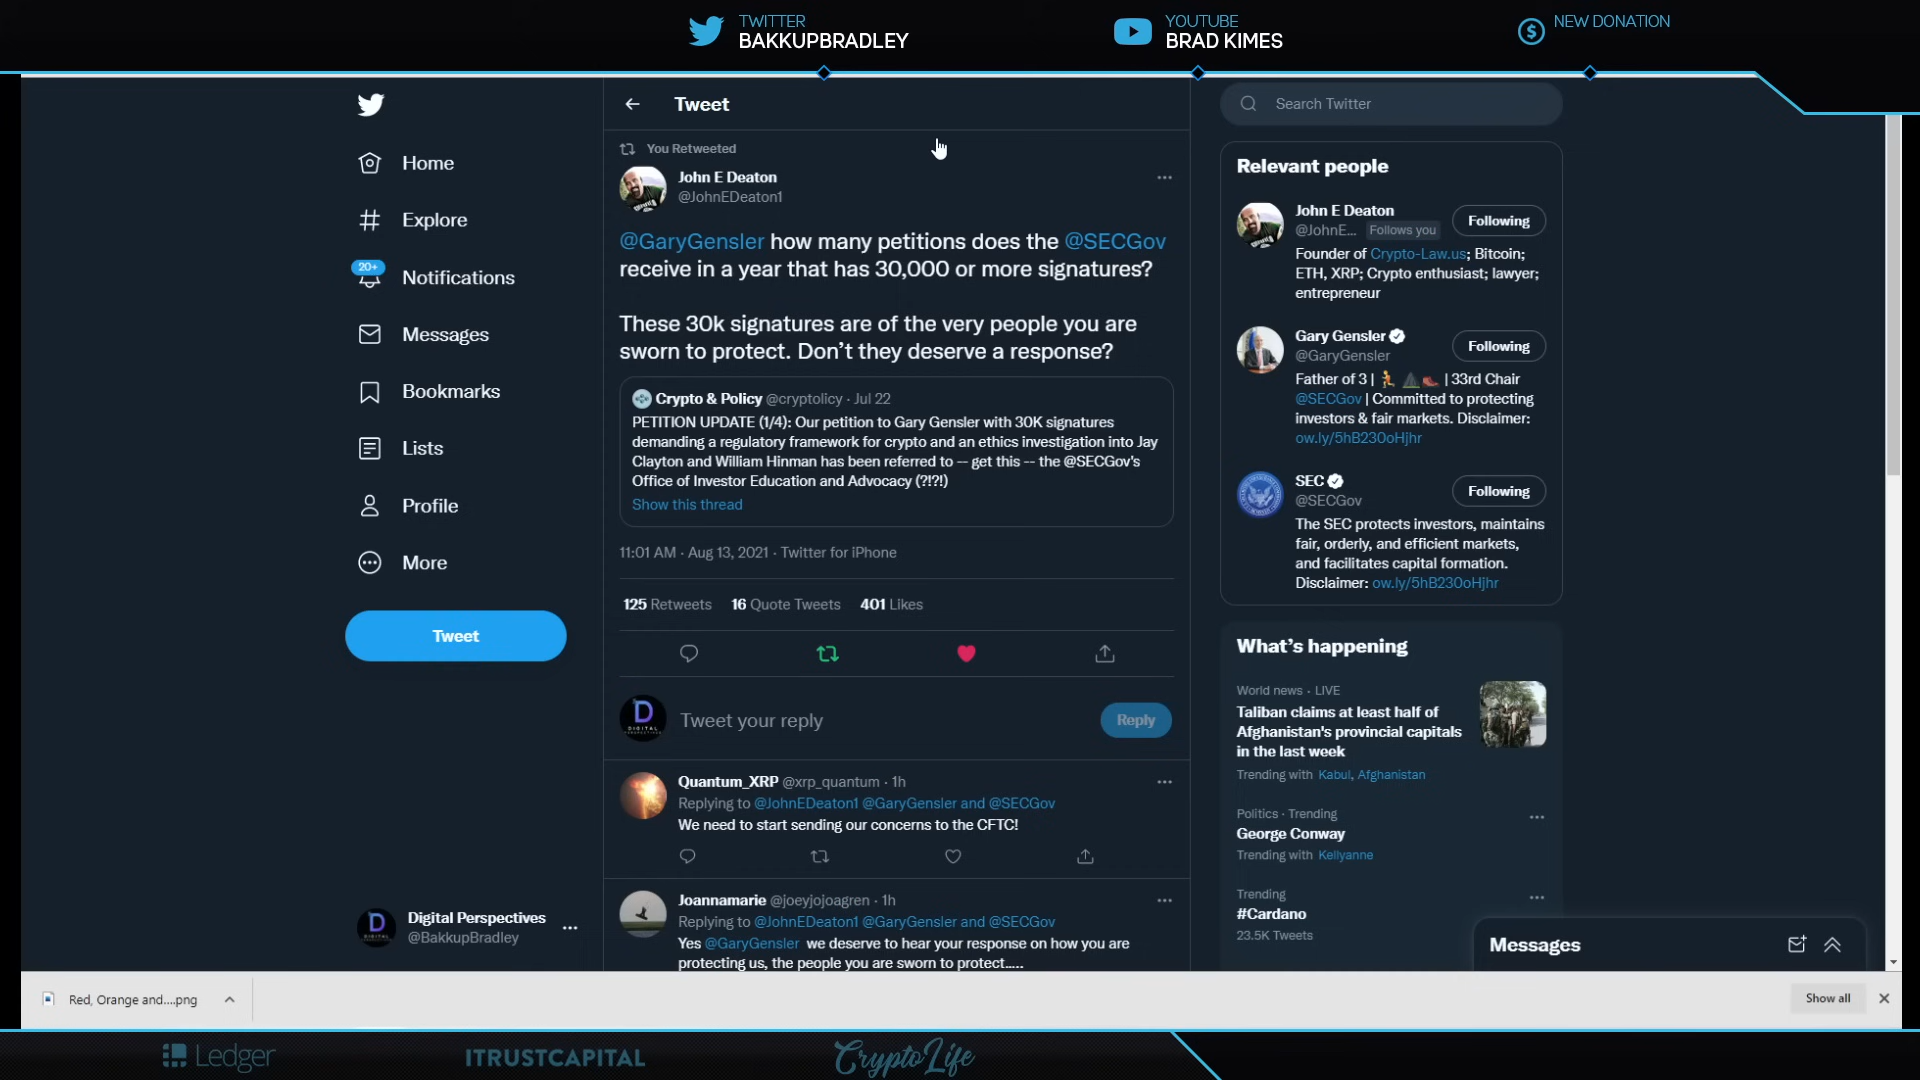 TWITTER
BAKKUPBRADLEY
YOUTUBE
BRAD KIMES
NEW DONATION
Home
Explore
20+
Notifications
Messages
Bookmarks
Lists
Profile
More
Tweet
Digital Perspectives
@BakkupBradley
Tweet
You Retweeted
John E Deaton
@JohnEDeaton1
@GaryGensler how many petitions does the @SECGov
receive in a year that has 30,000 or more signatures?
These 30k signatures are of the very people you are
sworn to protect. Don’t they deserve a response?
Crypto & Policy @cryptolicy · Jul 22
PETITION UPDATE (1/4): Our petition to Gary Gensler with 30K signatures
demanding a regulatory framework for crypto and an ethics investigation into Jay
Clayton and William Hinman has been referred to -- get this -- the @SECGov's
Office of Investor Education and Advocacy (?!?!)
Show this thread
11:01 AM · Aug 13, 2021 · Twitter for iPhone
125 Retweets 16 Quote Tweets 401 Likes
D
DIGITAL
Tweet your reply
Reply
Quantum_XRP @xrp_quantum · 1h
Replying to @JohnEDeaton1 @GaryGensler and @SECGov
We need to start sending our concerns to the CFTC!
Joannamarie @joeyjojoagren · 1h
Replying to @JohnEDeaton1 @GaryGensler and @SECGov
Yes @GaryGensler we deserve to hear your response on how you are
protecting us, the people you are sworn to protect.....
Search Twitter
Relevant people
John E Deaton
@JohnE... Follows you
Following
Founder of Crypto-Law.us; Bitcoin;
ETH, XRP; Crypto enthusiast; lawyer;
entrepreneur
Gary Gensler
@GaryGensler
Following
Father of 3 | | 33rd Chair
@SECGov | Committed to protecting
investors & fair markets. Disclaimer:
ow.ly/5hB230oHjhr
SEC
@SECGov
Following
The SEC protects investors, maintains
fair, orderly, and efficient markets,
and facilitates capital formation.
Disclaimer: ow.ly/5hB230oHjhr
What’s happening
World news · LIVE
Taliban claims at least half of
Afghanistan's provincial capitals
in the last week
Trending with Kabul, Afghanistan
Politics · Trending
George Conway
Trending with Kellyanne
Trending
#Cardano
23.5K Tweets
Messages
Red, Orange and....png
Show all
Ledger
ITRUSTCAPITAL
CryptoLife